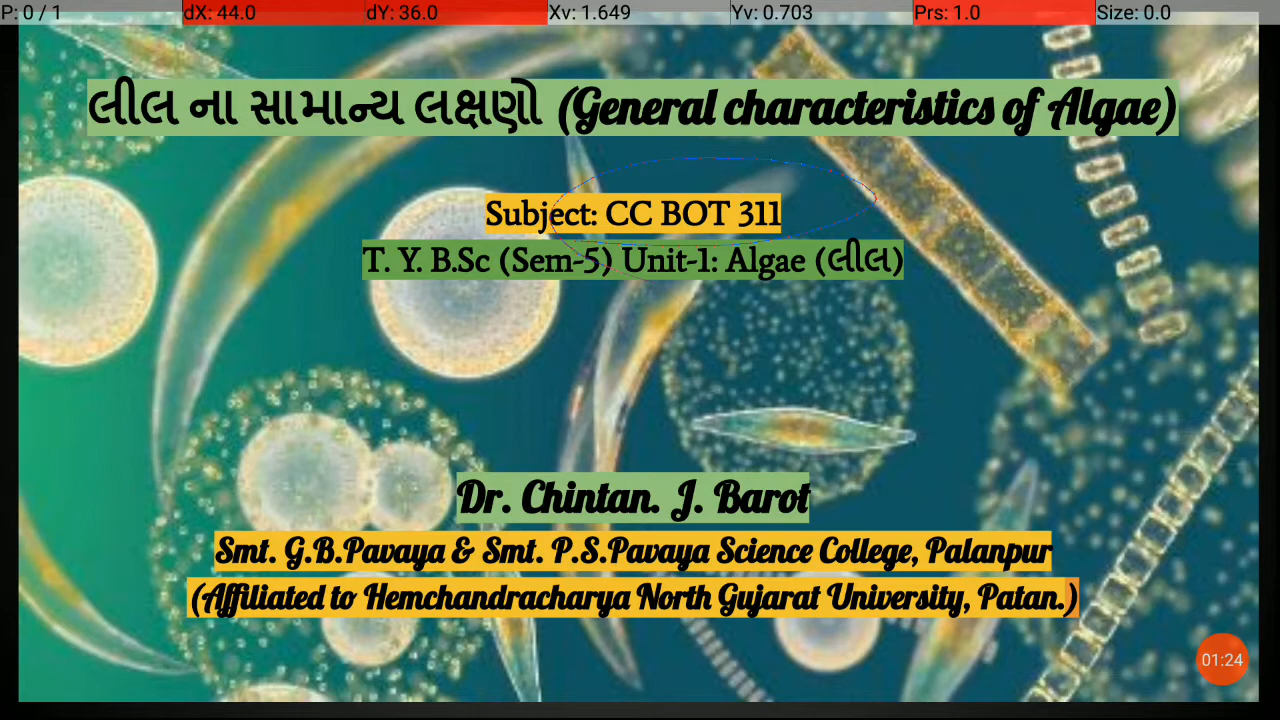 P: 0 / 1 dX: 44.0 dY: 36.0 Xv: 1.649 Yv: 0.703 Prs: 1.0 Size: 0.0
લીલ ના સામાન્ય લક્ષણો (General characteristics of Algae)
Subject: CC BOT 311
T. Y. B.Sc (Sem-5) Unit-1: Algae (લીલ)
Dr. Chintan. J. Barot
Smt. G.B.Pavaya & Smt. P.S.Pavaya Science College, Palanpur
(Affiliated to Hemchandracharya North Gujarat University, Patan.)
01:24